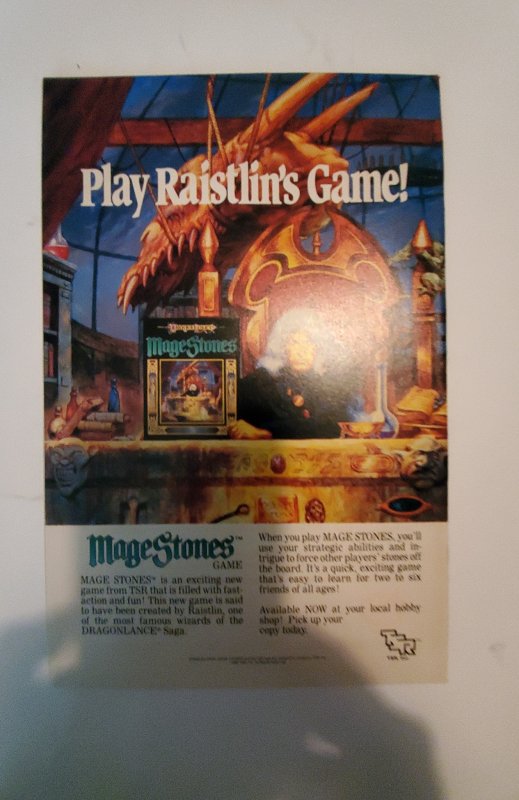 Play Raistlin's Game!
DRAGONLANCE
MageStones
MageStones™
GAME
MAGE STONES™ is an exciting new
game from TSR that is filled with fast-
action and fun! This new game is said
to have been created by Raistlin, one
of the most famous wizards of the
DRAGONLANCE® Saga.
When you play MAGE STONES, you'll
use your strategic abilities and in-
trigue to force other players' stones off
the board. It's a quick, exciting game
that's easy to learn for two to six
friends of all ages!
Available NOW at your local hobby
shop! Pick up your
copy today.
TSR™
TSR, Inc.